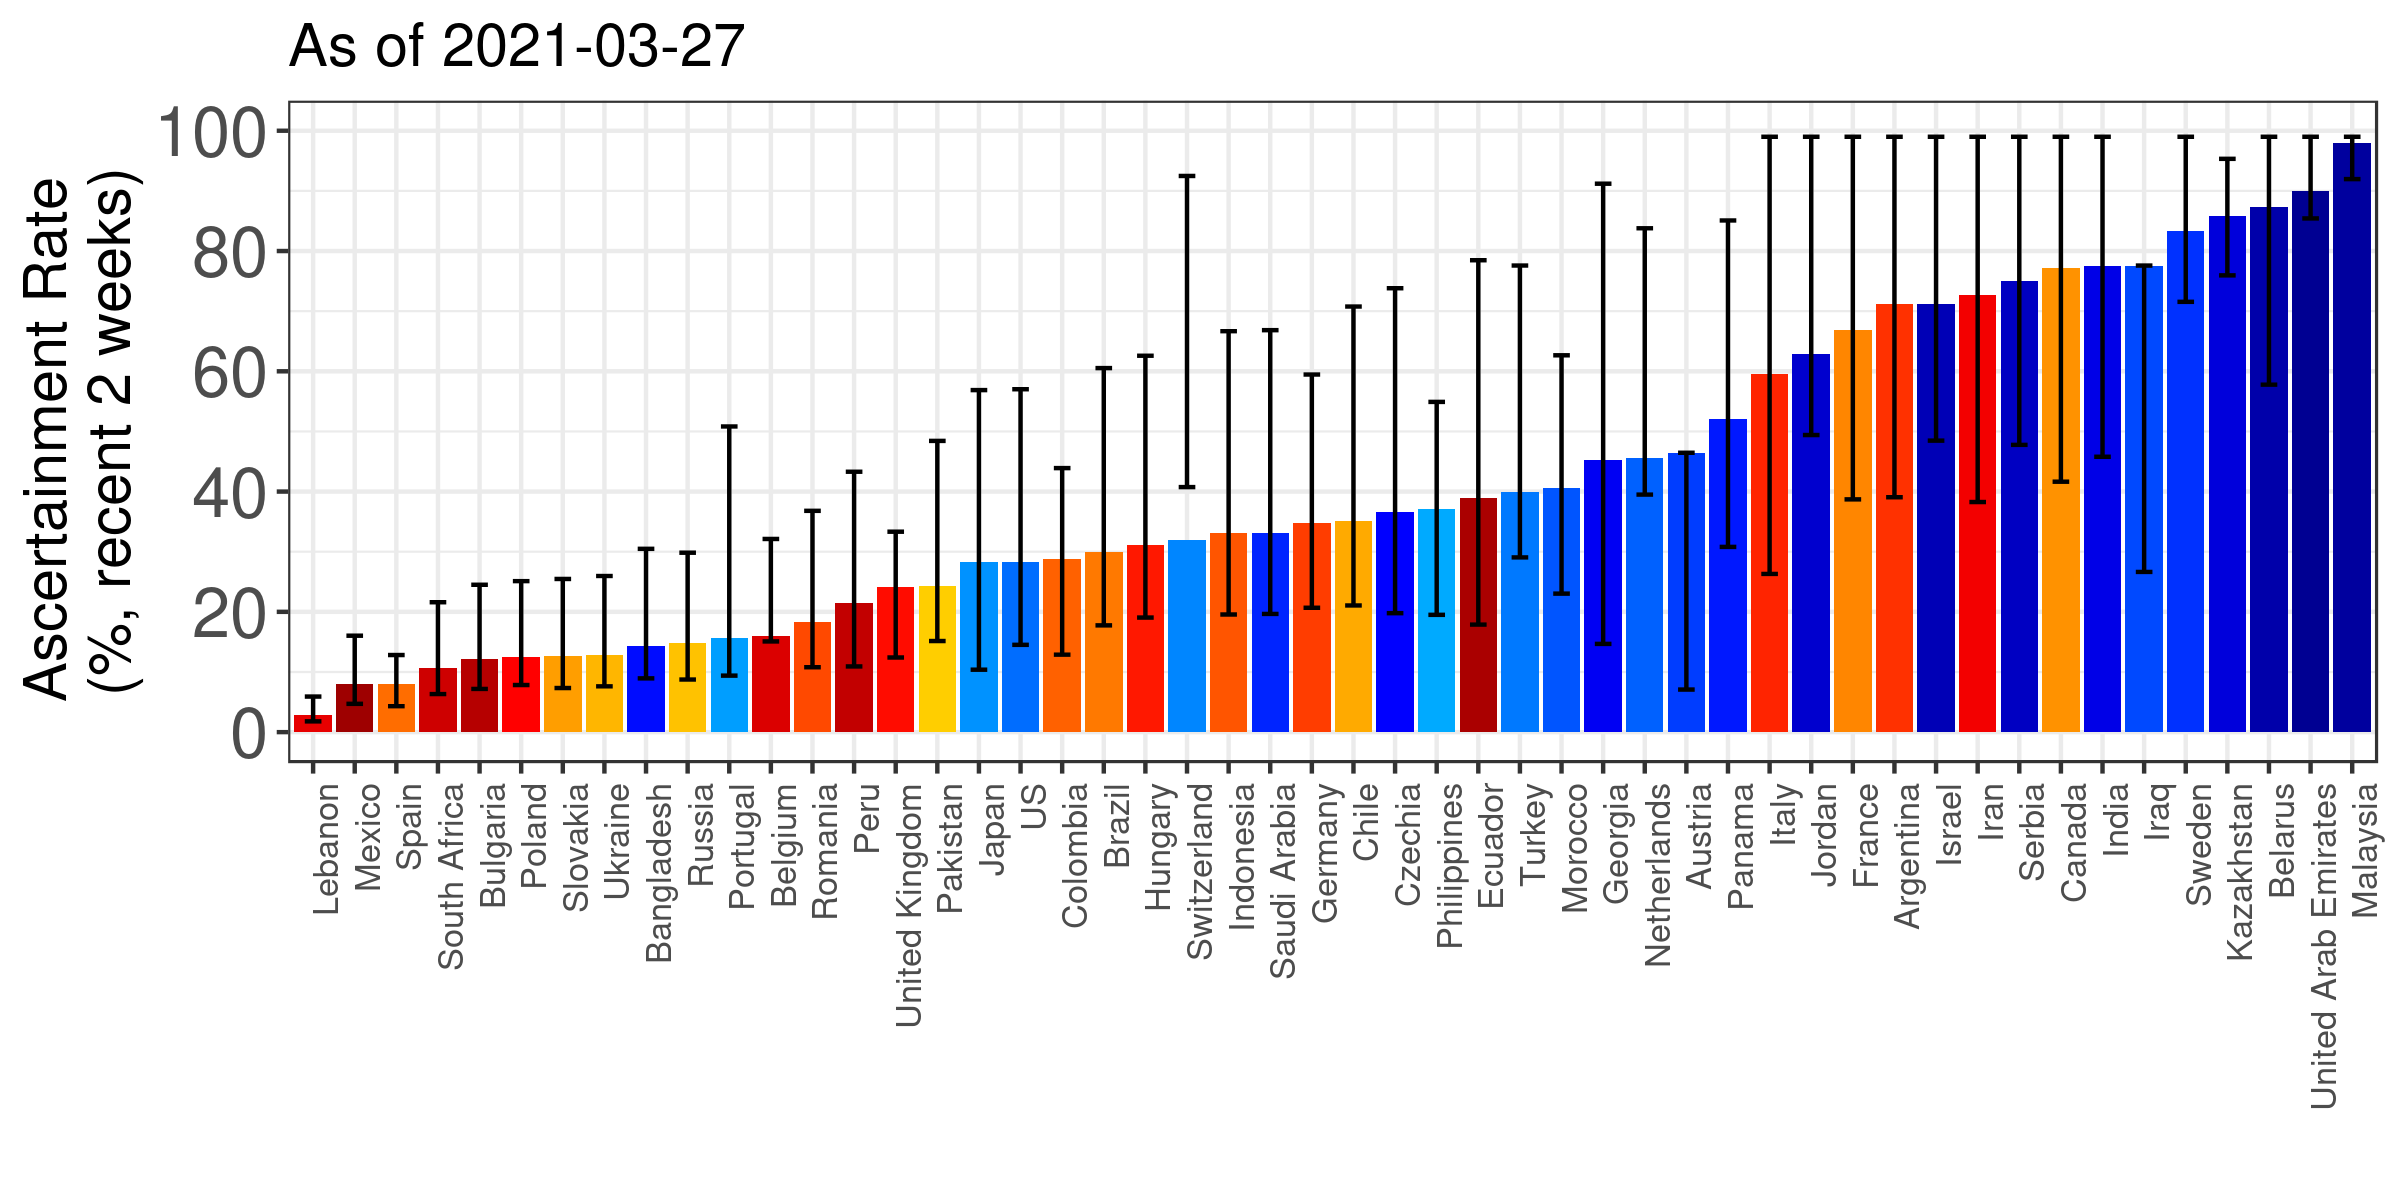 As of 2021-03-27
Ascertainment Rate
(%, recent 2 weeks)
100
80
60
40
20
0
Lebanon
Mexico
Spain
South Africa
Bulgaria
Poland
Slovakia
Ukraine
Bangladesh
Russia
Portugal
Belgium
Romania
Peru
United Kingdom
Pakistan
Japan
US
Colombia
Brazil
Hungary
Switzerland
Indonesia
Saudi Arabia
Germany
Chile
Czechia
Philippines
Ecuador
Turkey
Morocco
Georgia
Netherlands
Austria
Panama
Italy
Jordan
France
Argentina
Israel
Iran
Serbia
Canada
India
Iraq
Sweden
Kazakhstan
Belarus
United Arab Emirates
Malaysia